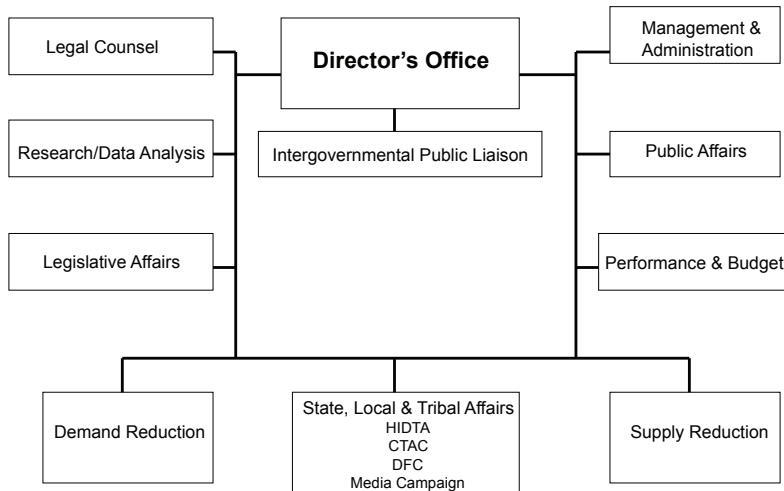 Legal Counsel
Director’s Office
Management &
Administration
Research/Data Analysis
Intergovernmental Public Liaison
Public Affairs
Legislative Affairs
Performance & Budget
Demand Reduction
State, Local & Tribal Affairs
HIDTA
CTAC
DFC
Media Campaign
Supply Reduction